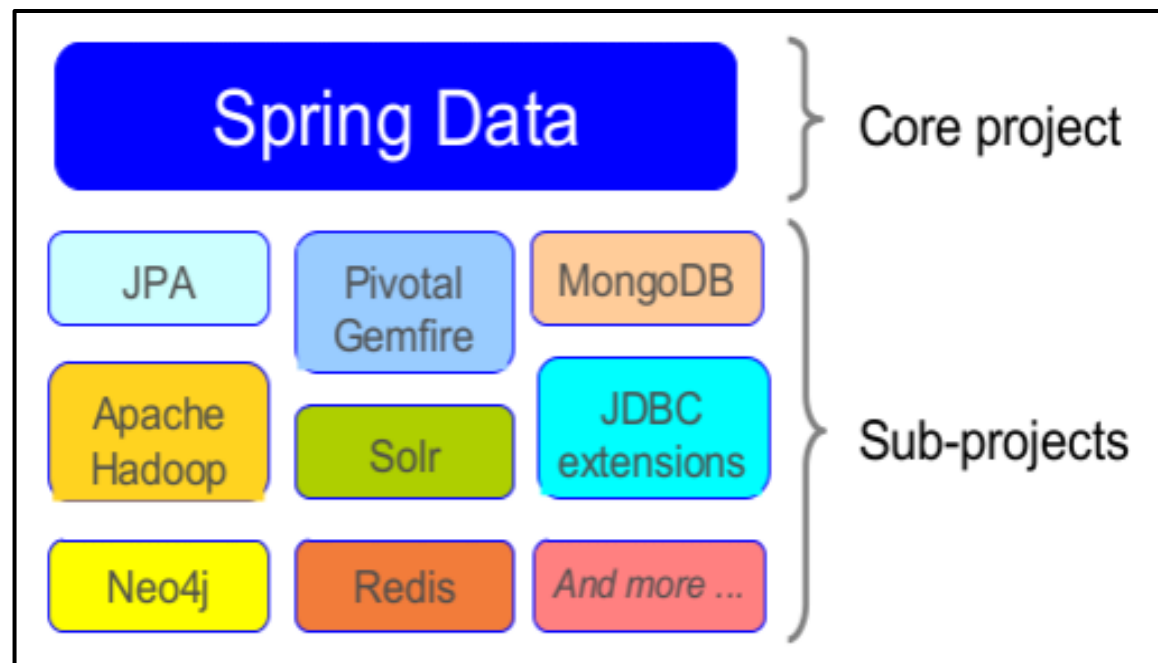 Spring Data
Core project
JPA
Pivotal
Gemfire
MongoDB
Apache
Hadoop
Solr
JDBC
extensions
Sub-projects
Neo4j
Redis
And more ...